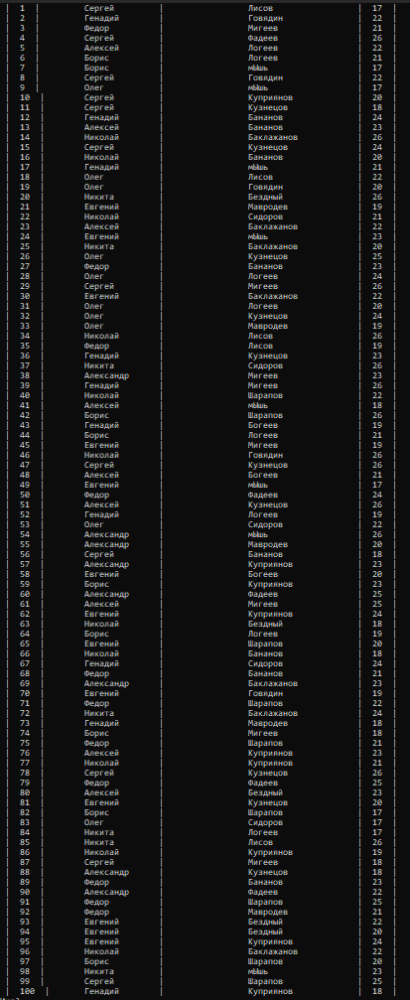 | 1 | Сергей | Лисов | 17 |
| 2 | Генадий | Говядин | 22 |
| 3 | Федор | Мигеев | 21 |
| 4 | Сергей | Фадеев | 26 |
| 5 | Алексей | Логеев | 22 |
| 6 | Борис | Логеев | 21 |
| 7 | Борис | мЫшь | 17 |
| 8 | Сергей | Говядин | 22 |
| 9 | Олег | мЫшь | 17 |
| 10 | Сергей | Куприянов | 20 |
| 11 | Сергей | Кузнецов | 18 |
| 12 | Генадий | Бананов | 24 |
| 13 | Алексей | Бананов | 23 |
| 14 | Николай | Баклажанов | 26 |
| 15 | Сергей | Кузнецов | 24 |
| 16 | Николай | Бананов | 20 |
| 17 | Генадий | мЫшь | 21 |
| 18 | Олег | Лисов | 22 |
| 19 | Олег | Говядин | 20 |
| 20 | Никита | Бездный | 26 |
| 21 | Евгений | Мавродев | 19 |
| 22 | Николай | Сидоров | 21 |
| 23 | Алексей | Баклажанов | 22 |
| 24 | Евгений | мЫшь | 23 |
| 25 | Никита | Баклажанов | 20 |
| 26 | Олег | Кузнецов | 25 |
| 27 | Федор | Бананов | 23 |
| 28 | Олег | Логеев | 24 |
| 29 | Сергей | Мигеев | 26 |
| 30 | Евгений | Баклажанов | 22 |
| 31 | Олег | Логеев | 20 |
| 32 | Олег | Кузнецов | 24 |
| 33 | Олег | Мавродев | 19 |
| 34 | Николай | Лисов | 26 |
| 35 | Федор | Лисов | 19 |
| 36 | Генадий | Кузнецов | 23 |
| 37 | Никита | Сидоров | 26 |
| 38 | Александр | Мигеев | 23 |
| 39 | Генадий | Мигеев | 26 |
| 40 | Николай | Шарапов | 22 |
| 41 | Алексей | мЫшь | 18 |
| 42 | Борис | Шарапов | 26 |
| 43 | Генадий | Богеев | 19 |
| 44 | Борис | Логеев | 21 |
| 45 | Евгений | Мигеев | 19 |
| 46 | Николай | Говядин | 26 |
| 47 | Сергей | Кузнецов | 26 |
| 48 | Алексей | Богеев | 21 |
| 49 | Евгений | мЫшь | 17 |
| 50 | Федор | Фадеев | 24 |
| 51 | Алексей | Кузнецов | 26 |
| 52 | Генадий | Логеев | 19 |
| 53 | Олег | Сидоров | 22 |
| 54 | Александр | мЫшь | 26 |
| 55 | Александр | Мавродев | 20 |
| 56 | Сергей | Бананов | 18 |
| 57 | Александр | Куприянов | 23 |
| 58 | Евгений | Богеев | 20 |
| 59 | Борис | Куприянов | 23 |
| 60 | Александр | Фадеев | 25 |
| 61 | Алексей | Мигеев | 25 |
| 62 | Евгений | Куприянов | 24 |
| 63 | Николай | Бездный | 18 |
| 64 | Борис | Логеев | 19 |
| 65 | Евгений | Шарапов | 20 |
| 66 | Николай | Бананов | 18 |
| 67 | Генадий | Сидоров | 24 |
| 68 | Федор | Бананов | 21 |
| 69 | Александр | Баклажанов | 23 |
| 70 | Евгений | Говядин | 19 |
| 71 | Федор | Шарапов | 22 |
| 72 | Никита | Баклажанов | 24 |
| 73 | Генадий | Мавродев | 18 |
| 74 | Борис | Мигеев | 18 |
| 75 | Федор | Шарапов | 21 |
| 76 | Алексей | Куприянов | 23 |
| 77 | Николай | Куприянов | 21 |
| 78 | Сергей | Кузнецов | 26 |
| 79 | Федор | Фадеев | 25 |
| 80 | Алексей | Бездный | 23 |
| 81 | Евгений | Кузнецов | 20 |
| 82 | Борис | Шарапов | 17 |
| 83 | Олег | Сидоров | 17 |
| 84 | Никита | Логеев | 17 |
| 85 | Никита | Лисов | 26 |
| 86 | Николай | Куприянов | 19 |
| 87 | Сергей | Мигеев | 18 |
| 88 | Александр | Кузнецов | 18 |
| 89 | Федор | Бананов | 23 |
| 90 | Александр | Фадеев | 22 |
| 91 | Федор | Шарапов | 25 |
| 92 | Федор | Мавродев | 21 |
| 93 | Евгений | Бездный | 22 |
| 94 | Евгений | Бездный | 20 |
| 95 | Евгений | Куприянов | 24 |
| 96 | Николай | Баклажанов | 22 |
| 97 | Борис | Шарапов | 20 |
| 98 | Никита | мЫшь | 23 |
| 99 | Сергей | Шарапов | 25 |
| 100 | Генадий | Куприянов | 18 |